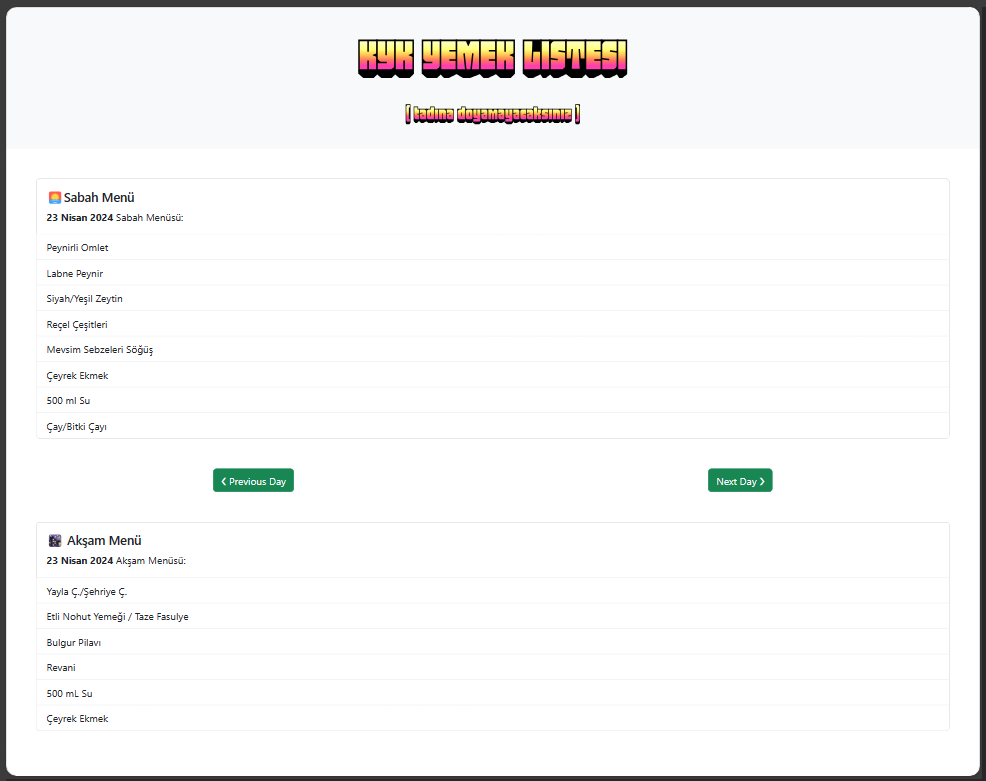 KYK YEMEK LISTESI
[ tadına doyamayacaksınız ]
Sabah Menü
23 Nisan 2024 Sabah Menüsü:
Peynirli Omlet
Labne Peynir
Siyah/Yeşil Zeytin
Reçel Çeşitleri
Mevsim Sebzeleri Söğüş
Çeyrek Ekmek
500 ml Su
Çay/Bitki Çayı
❮ Previous Day
Next Day ❯
Akşam Menü
23 Nisan 2024 Akşam Menüsü:
Yayla Ç./Şehriye Ç.
Etli Nohut Yemeği / Taze Fasulye
Bulgur Pilavı
Revani
500 mL Su
Çeyrek Ekmek